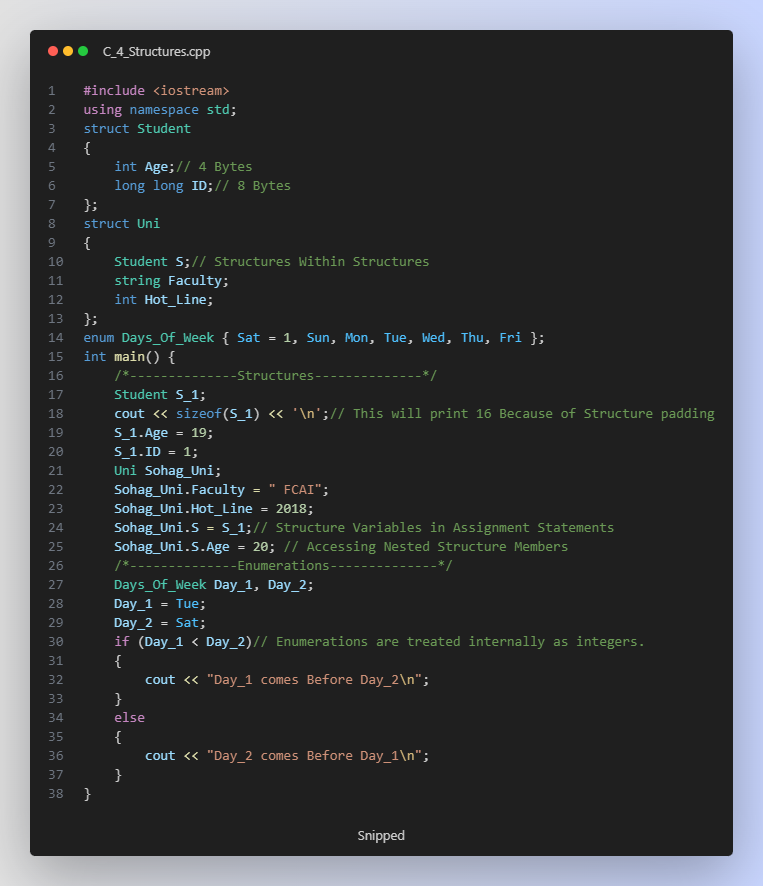 C_4_Structures.cpp
1 #include <iostream>
2 using namespace std;
3 struct Student
4 {
5     int Age;// 4 Bytes
6     long long ID;// 8 Bytes
7 };
8 struct Uni
9 {
10     Student S;// Structures Within Structures
11     string Faculty;
12     int Hot_Line;
13 };
14 enum Days_Of_Week { Sat = 1, Sun, Mon, Tue, Wed, Thu, Fri };
15 int main() {
16     /*--------------Structures--------------*/
17     Student S_1;
18     cout << sizeof(S_1) << '\n';// This will print 16 Because of Structure padding
19     S_1.Age = 19;
20     S_1.ID = 1;
21     Uni Sohag_Uni;
22     Sohag_Uni.Faculty = " FCAI";
23     Sohag_Uni.Hot_Line = 2018;
24     Sohag_Uni.S = S_1;// Structure Variables in Assignment Statements
25     Sohag_Uni.S.Age = 20; // Accessing Nested Structure Members
26     /*--------------Enumerations--------------*/
27     Days_Of_Week Day_1, Day_2;
28     Day_1 = Tue;
29     Day_2 = Sat;
30     if (Day_1 < Day_2)// Enumerations are treated internally as integers.
31     {
32         cout << "Day_1 comes Before Day_2\n";
33     }
34     else
35     {
36         cout << "Day_2 comes Before Day_1\n";
37     }
38 }
Snipped